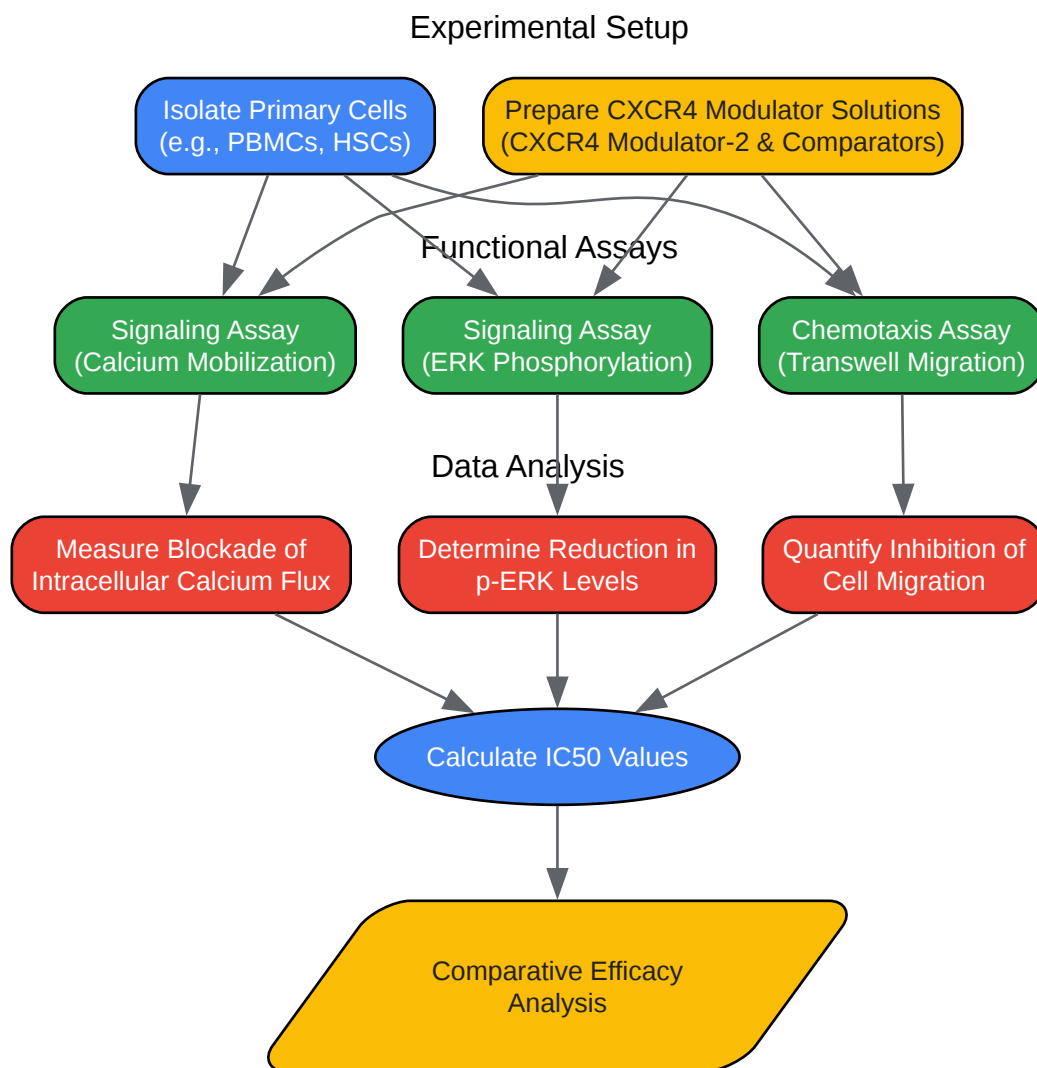 Experimental Setup
Isolate Primary Cells
(e.g., PBMCs, HSCs)
Prepare CXCR4 Modulator Solutions
(CXCR4 Modulator-2 & Comparators)
Functional Assays
Signaling Assay
(Calcium Mobilization)
Signaling Assay
(ERK Phosphorylation)
Chemotaxis Assay
(Transwell Migration)
Data Analysis
Measure Blockade of
Intracellular Calcium Flux
Determine Reduction in
p-ERK Levels
Quantify Inhibition of
Cell Migration
Calculate IC50 Values
Comparative Efficacy
Analysis